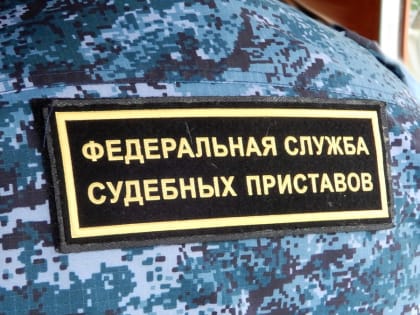 ФЕДЕРАЛЬНАЯ СЛУЖБА
СУДЕБНЫХ ПРИСТАВОВ